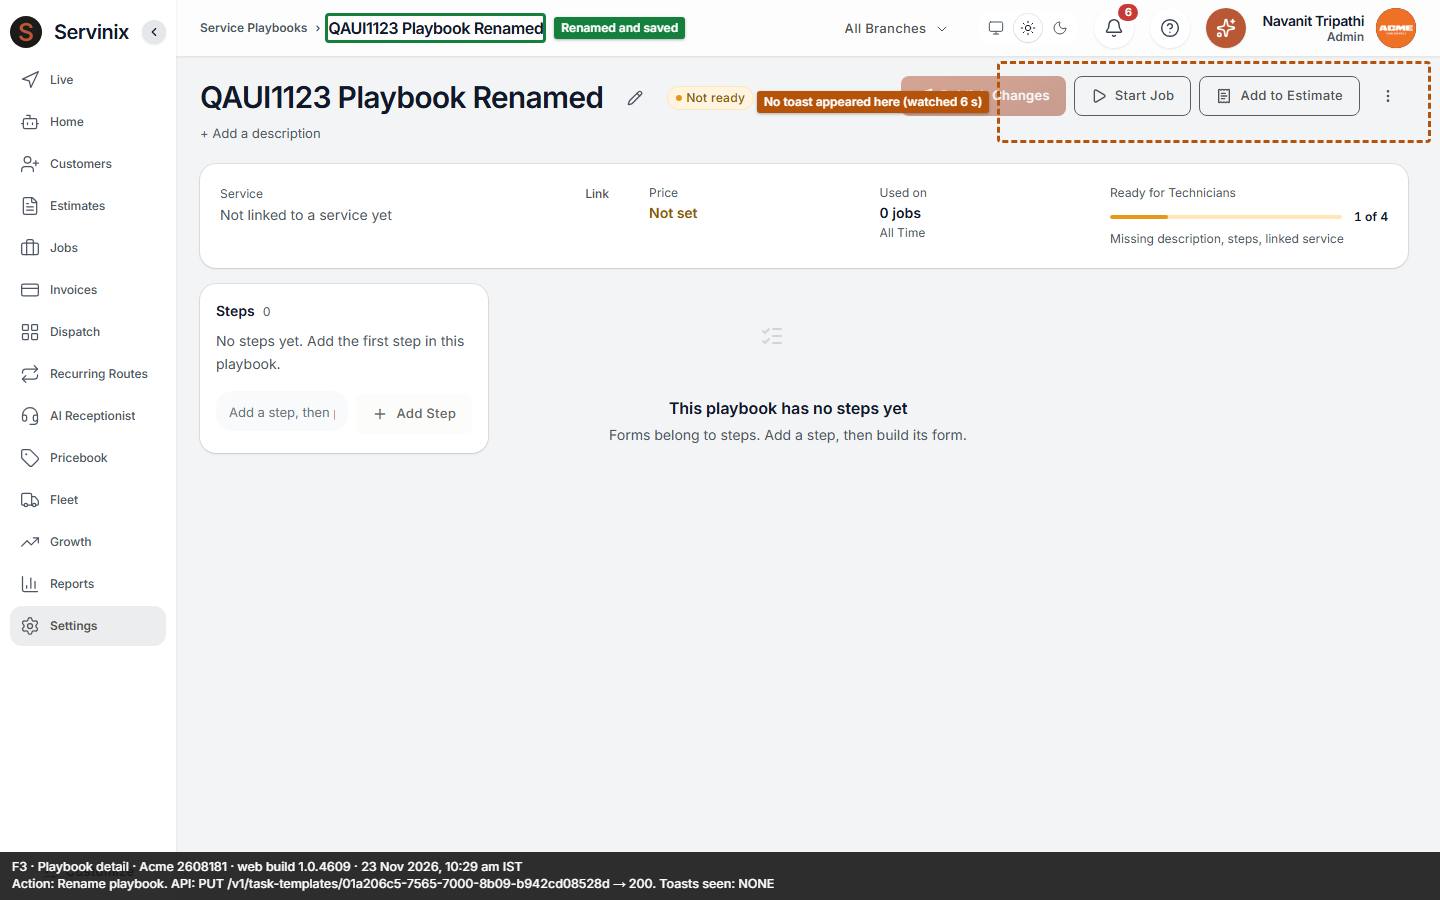 Servinix
Service Playbooks › QAUI1123 Playbook Renamed
Renamed and saved
All Branches
6
Navanit Tripathi
Admin
ACME
Live
Home
Customers
Estimates
Jobs
Invoices
Dispatch
Recurring Routes
AI Receptionist
Pricebook
Fleet
Growth
Reports
Settings
QAUI1123 Playbook Renamed
Not ready
No toast appeared here (watched 6 s)
Changes
Start Job
Add to Estimate
+ Add a description
Service
Link
Not linked to a service yet
Price
Not set
Used on
0 jobs
All Time
Ready for Technicians
1 of 4
Missing description, steps, linked service
Steps 0
No steps yet. Add the first step in this
playbook.
Add a step, then
+ Add Step
This playbook has no steps yet
Forms belong to steps. Add a step, then build its form.
F3 · Playbook detail · Acme 2608181 · web build 1.0.4609 · 23 Nov 2026, 10:29 am IST
Action: Rename playbook. API: PUT /v1/task-templates/01a206c5-7565-7000-8b09-b942cd08528d → 200. Toasts seen: NONE